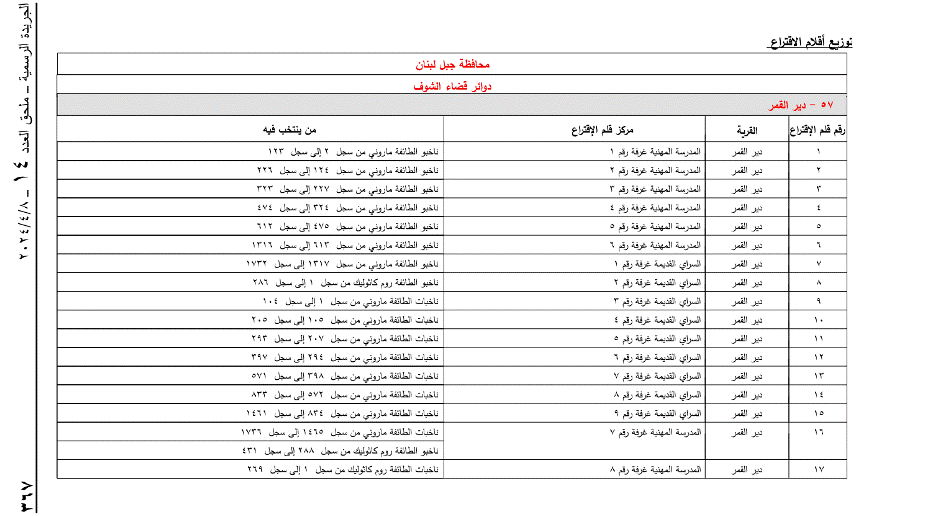 الجريدة الرسمية - ملحق العدد ١٤ - ٢٠٢٤/٤/٨
٣٦٧
توزيع أقلام الاقتراع
محافظة جبل لبنان
دوائر قضاء الشوف
٥٧ - دير القمر
رقم قلم الإقتراع القرية مركز قلم الإقتراع من ينتخب فيه
١ دير القمر المدرسة المهنية غرفة رقم ١ ناخبو الطائفة ماروني من سجل ٢ إلى سجل ١٢٣
٢ دير القمر المدرسة المهنية غرفة رقم ٢ ناخبو الطائفة ماروني من سجل ١٢٤ إلى سجل ٢٢٦
٣ دير القمر المدرسة المهنية غرفة رقم ٣ ناخبو الطائفة ماروني من سجل ٢٢٧ إلى سجل ٣٢٣
٤ دير القمر المدرسة المهنية غرفة رقم ٤ ناخبو الطائفة ماروني من سجل ٣٢٤ إلى سجل ٤٧٤
٥ دير القمر المدرسة المهنية غرفة رقم ٥ ناخبو الطائفة ماروني من سجل ٤٧٥ إلى سجل ٦١٢
٦ دير القمر المدرسة المهنية غرفة رقم ٦ ناخبو الطائفة ماروني من سجل ٦١٣ إلى سجل ١٣١٦
٧ دير القمر السراي القديمة غرفة رقم ١ ناخبو الطائفة ماروني من سجل ١٣١٧ إلى سجل ١٧٣٢
٨ دير القمر السراي القديمة غرفة رقم ٢ ناخبو الطائفة روم كاثوليك من سجل ١ إلى سجل ٢٨٦
٩ دير القمر السراي القديمة غرفة رقم ٣ ناخبات الطائفة ماروني من سجل ١ إلى سجل ١٠٤
١٠ دير القمر السراي القديمة غرفة رقم ٤ ناخبات الطائفة ماروني من سجل ١٠٥ إلى سجل ٢٠٥
١١ دير القمر السراي القديمة غرفة رقم ٥ ناخبات الطائفة ماروني من سجل ٢٠٧ إلى سجل ٢٩٣
١٢ دير القمر السراي القديمة غرفة رقم ٦ ناخبات الطائفة ماروني من سجل ٢٩٤ إلى سجل ٣٩٧
١٣ دير القمر السراي القديمة غرفة رقم ٧ ناخبات الطائفة ماروني من سجل ٣٩٨ إلى سجل ٥٧١
١٤ دير القمر السراي القديمة غرفة رقم ٨ ناخبات الطائفة ماروني من سجل ٥٧٢ إلى سجل ٨٣٣
١٥ دير القمر السراي القديمة غرفة رقم ٩ ناخبات الطائفة ماروني من سجل ٨٣٤ إلى سجل ١٤٦١
١٦ دير القمر المدرسة المهنية غرفة رقم ٧ ناخبات الطائفة ماروني من سجل ١٤٦٥ إلى سجل ١٧٣٦
ناخبو الطائفة روم كاثوليك من سجل ٢٨٨ إلى سجل ٤٣١
١٧ دير القمر المدرسة المهنية غرفة رقم ٨ ناخبات الطائفة روم كاثوليك من سجل ١ إلى سجل ٢٦٩